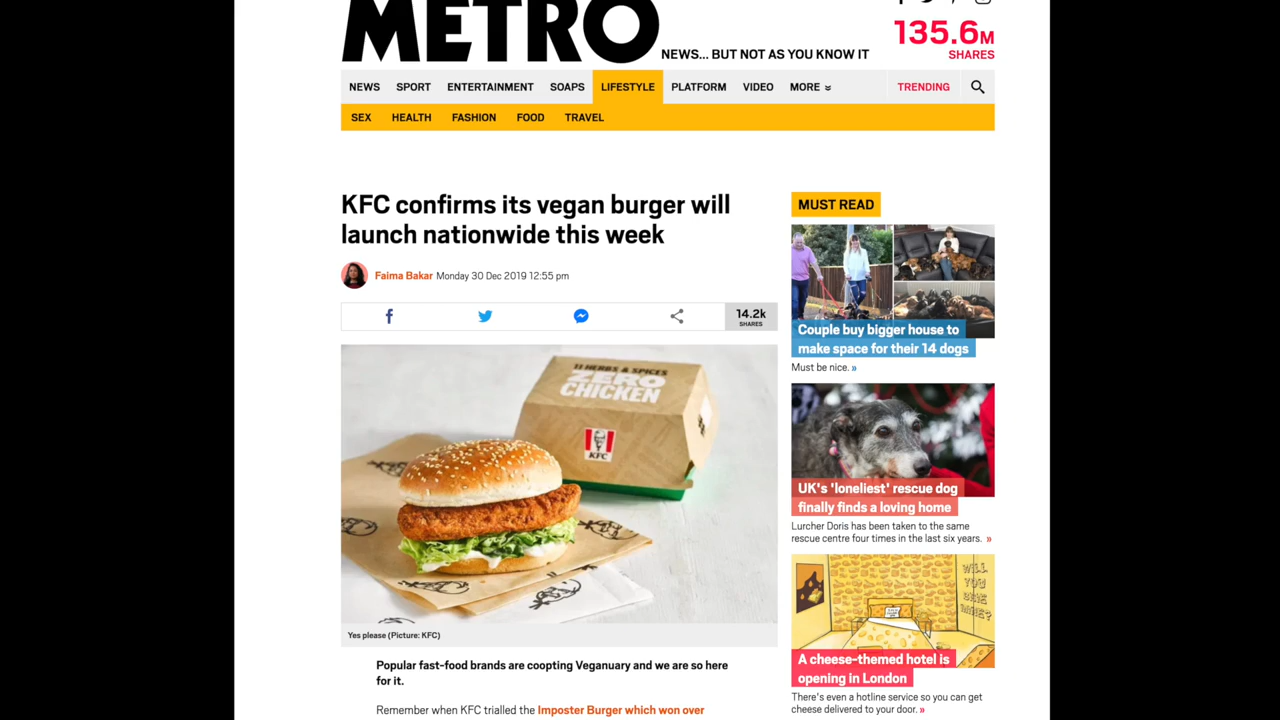 METRO
NEWS... BUT NOT AS YOU KNOW IT
135.6M
SHARES
NEWS SPORT ENTERTAINMENT SOAPS LIFESTYLE PLATFORM VIDEO MORE TRENDING
SEX HEALTH FASHION FOOD TRAVEL
KFC confirms its vegan burger will
launch nationwide this week
Faima Bakar Monday 30 Dec 2019 12:55 pm
14.2k
SHARES
11 HERBS & SPICES
ZERO
CHICKEN
KFC
Yes please (Picture: KFC)
Popular fast-food brands are coopting Veganuary and we are so here
for it.
Remember when KFC trialled the Imposter Burger which won over
MUST READ
Couple buy bigger house to
make space for their 14 dogs
Must be nice. »
UK's 'loneliest' rescue dog
finally finds a loving home
Lurcher Doris has been taken to the same
rescue centre four times in the last six years. »
WILL
YOU
BRIE
MINE?
A cheese-themed hotel is
opening in London
There's even a hotline service so you can get
cheese delivered to your door. »